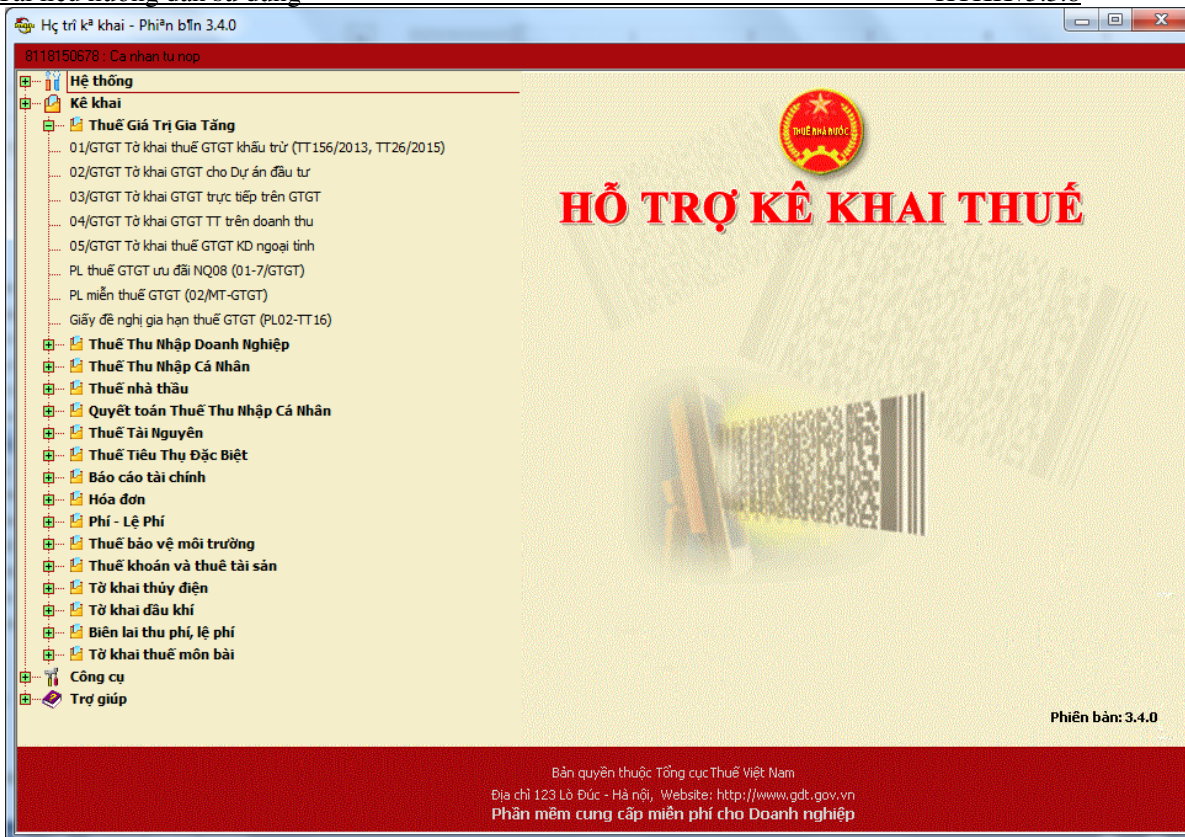 Tài liệu hướng dẫn sử dụng HTKKv3.3.6
Hç trî kª khai - Phiªn b¶n 3.4.0
8118150678 : Ca nhan tu nop
Hệ thống
Kê khai
Thuế Giá Trị Gia Tăng
01/GTGT Tờ khai thuế GTGT khấu trừ (TT156/2013, TT26/2015)
02/GTGT Tờ khai GTGT cho Dự án đầu tư
03/GTGT Tờ khai GTGT trực tiếp trên GTGT
04/GTGT Tờ khai GTGT TT trên doanh thu
05/GTGT Tờ khai thuế GTGT KD ngoại tỉnh
PL thuế GTGT ưu đãi NQ08 (01-7/GTGT)
PL miễn thuế GTGT (02/MT-GTGT)
Giấy đề nghị gia hạn thuế GTGT (PL02-TT16)
Thuế Thu Nhập Doanh Nghiệp
Thuế Thu Nhập Cá Nhân
Thuế nhà thầu
Quyết toán Thuế Thu Nhập Cá Nhân
Thuế Tài Nguyên
Thuế Tiêu Thụ Đặc Biệt
Báo cáo tài chính
Hóa đơn
Phí - Lệ Phí
Thuế bảo vệ môi trường
Thuế khoán và thuê tài sản
Tờ khai thủy điện
Tờ khai dầu khí
Biên lai thu phí, lệ phí
Tờ khai thuế môn bài
Công cụ
Trợ giúp
THUẾ NHÀ NƯỚC
HỖ TRỢ KÊ KHAI THUẾ
Phiên bản: 3.4.0
Bản quyền thuộc Tổng cục Thuế Việt Nam
Địa chỉ 123 Lò Đúc - Hà nội, Website: http://www.gdt.gov.vn
Phần mềm cung cấp miễn phí cho Doanh nghiệp